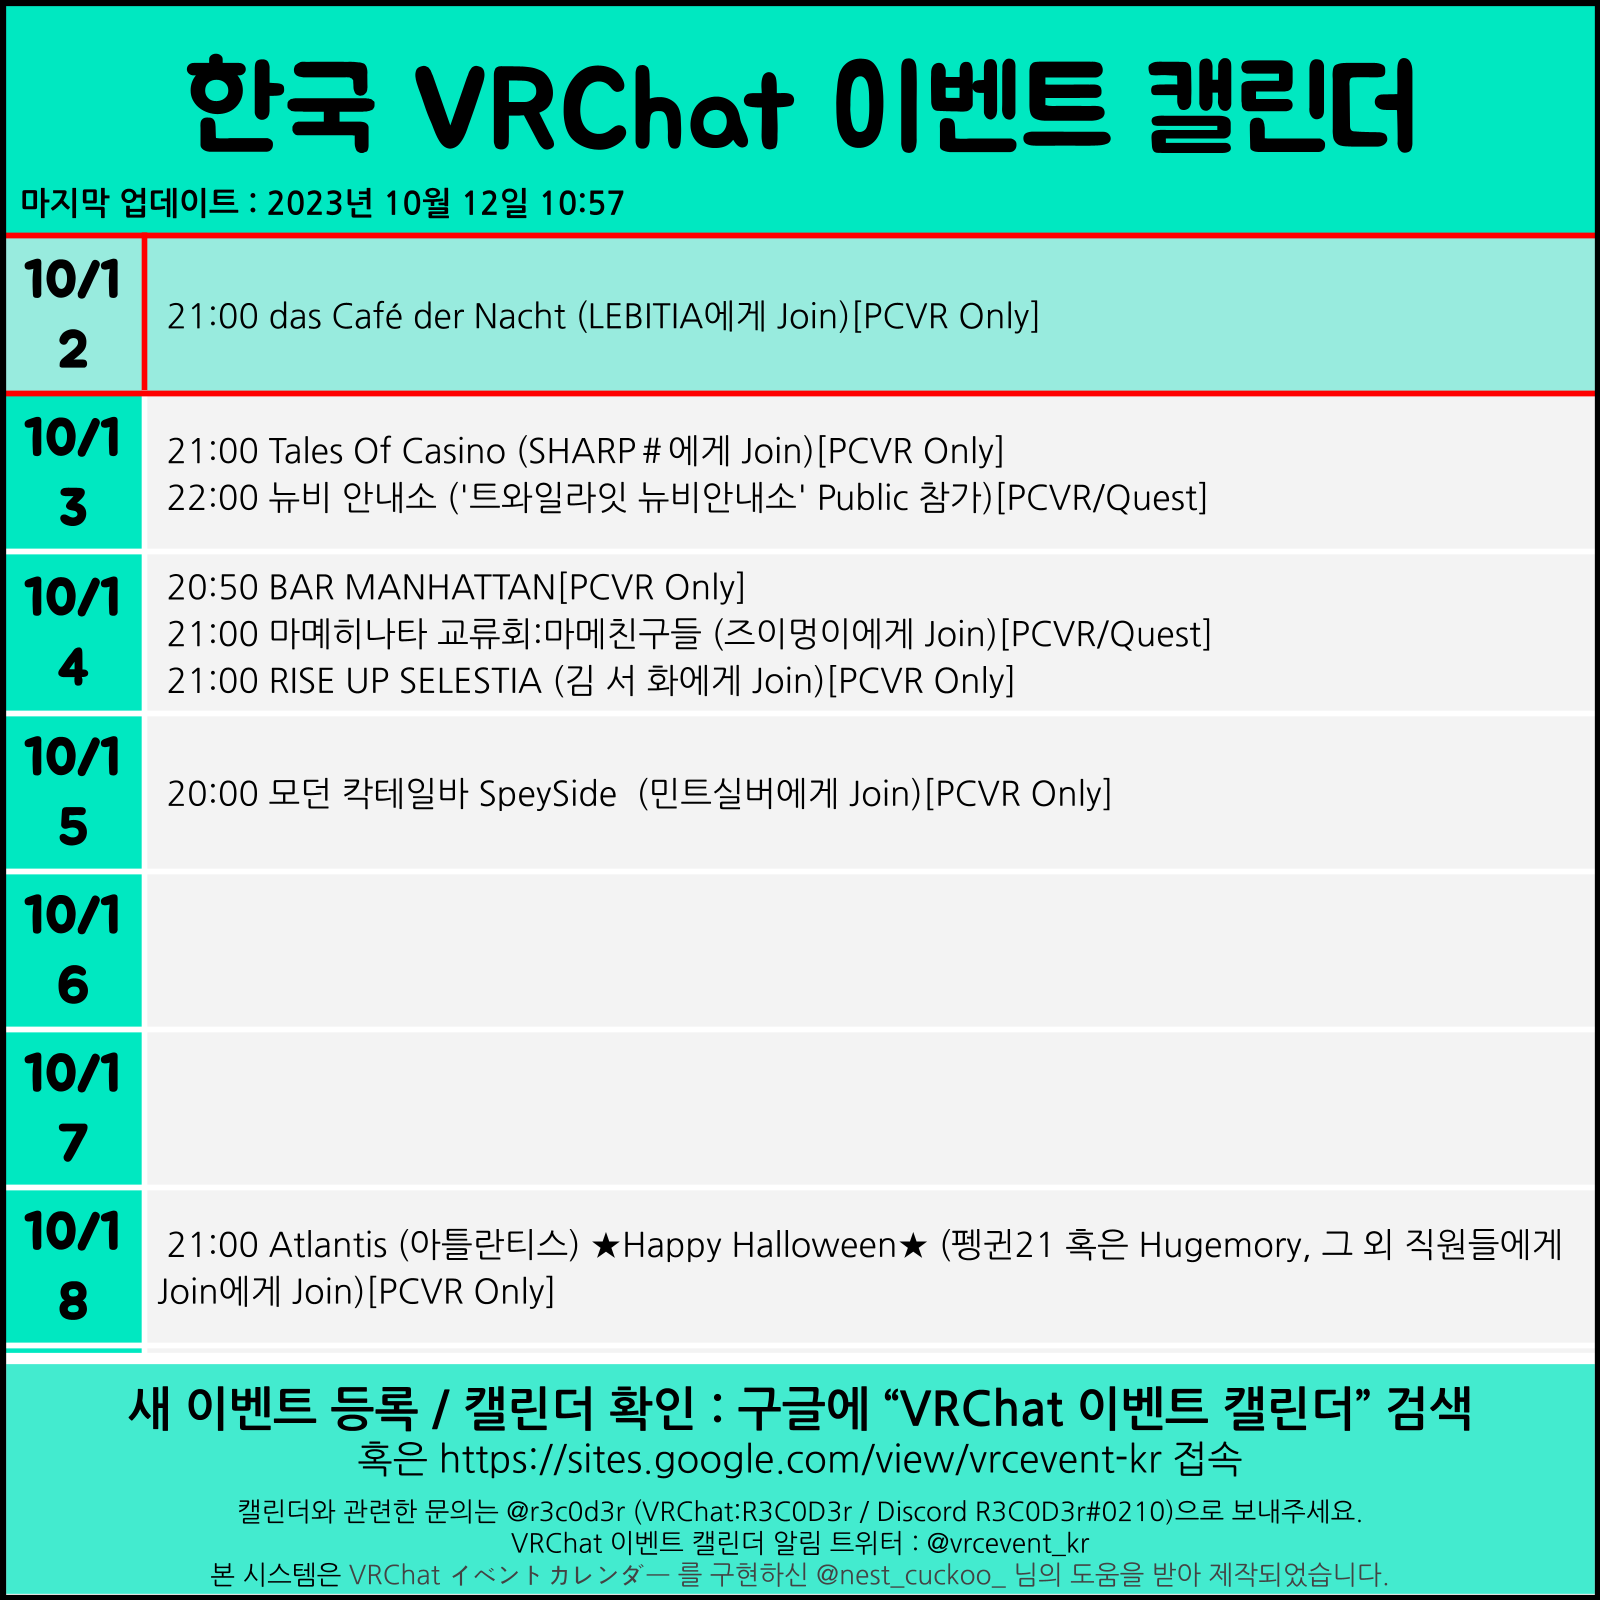 한국 VRChat 이벤트 캘린더
마지막 업데이트 : 2023년 10월 12일 10:57
10/1
2
21:00 das Café der Nacht (LEBITIA에게 Join)[PCVR Only]
10/1
3
21:00 Tales Of Casino (SHARP＃에게 Join)[PCVR Only]
22:00 뉴비 안내소 ('트와일라잇 뉴비안내소' Public 참가)[PCVR/Quest]
10/1
4
20:50 BAR MANHATTAN[PCVR Only]
21:00 마몌히나타 교류회:마메친구들 (즈이멍이에게 Join)[PCVR/Quest]
21:00 RISE UP SELESTIA (김 서 화에게 Join)[PCVR Only]
10/1
5
20:00 모던 칵테일바 SpeySide  (민트실버에게 Join)[PCVR Only]
10/1
6
10/1
7
10/1
8
21:00 Atlantis (아틀란티스) ★Happy Halloween★ (펭귄21 혹은 Hugemory, 그 외 직원들에게
Join에게 Join)[PCVR Only]
새 이벤트 등록 / 캘린더 확인 : 구글에 “VRChat 이벤트 캘린더” 검색
혹은 https://sites.google.com/view/vrcevent-kr 접속
캘린더와 관련한 문의는 @r3c0d3r (VRChat:R3C0D3r / Discord R3C0D3r#0210)으로 보내주세요.
VRChat 이벤트 캘린더 알림 트위터 : @vrcevent_kr
본 시스템은 VRChat イベントカレンダー 를 구현하신 @nest_cuckoo_ 님의 도움을 받아 제작되었습니다.